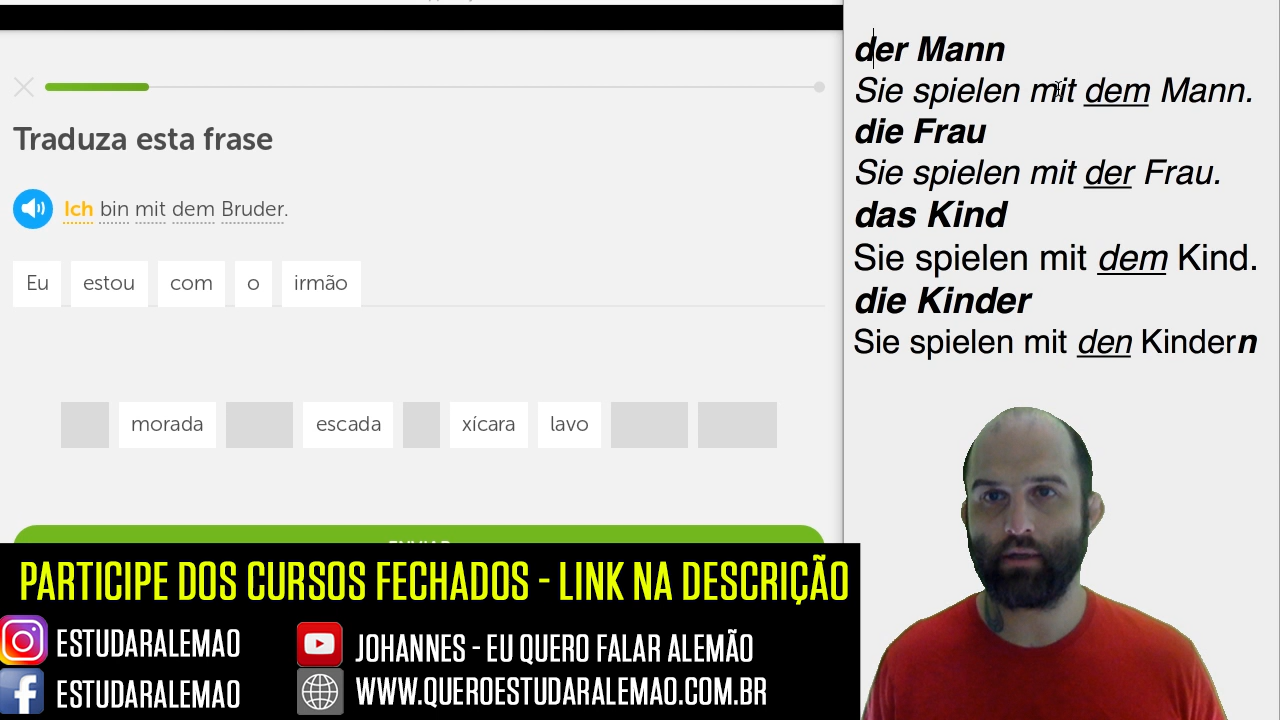 Traduza esta frase
Ich bin mit dem Bruder.
Eu estou com o irmão
morada escada xícara lavo
der Mann
Sie spielen mit dem Mann.
die Frau
Sie spielen mit der Frau.
das Kind
Sie spielen mit dem Kind.
die Kinder
Sie spielen mit den Kindern
PARTICIPE DOS CURSOS FECHADOS - LINK NA DESCRIÇÃO
ESTUDARALEMAO
JOHANNES - EU QUERO FALAR ALEMÃO
ESTUDARALEMAO
WWW.QUEROESTUDARALEMAO.COM.BR